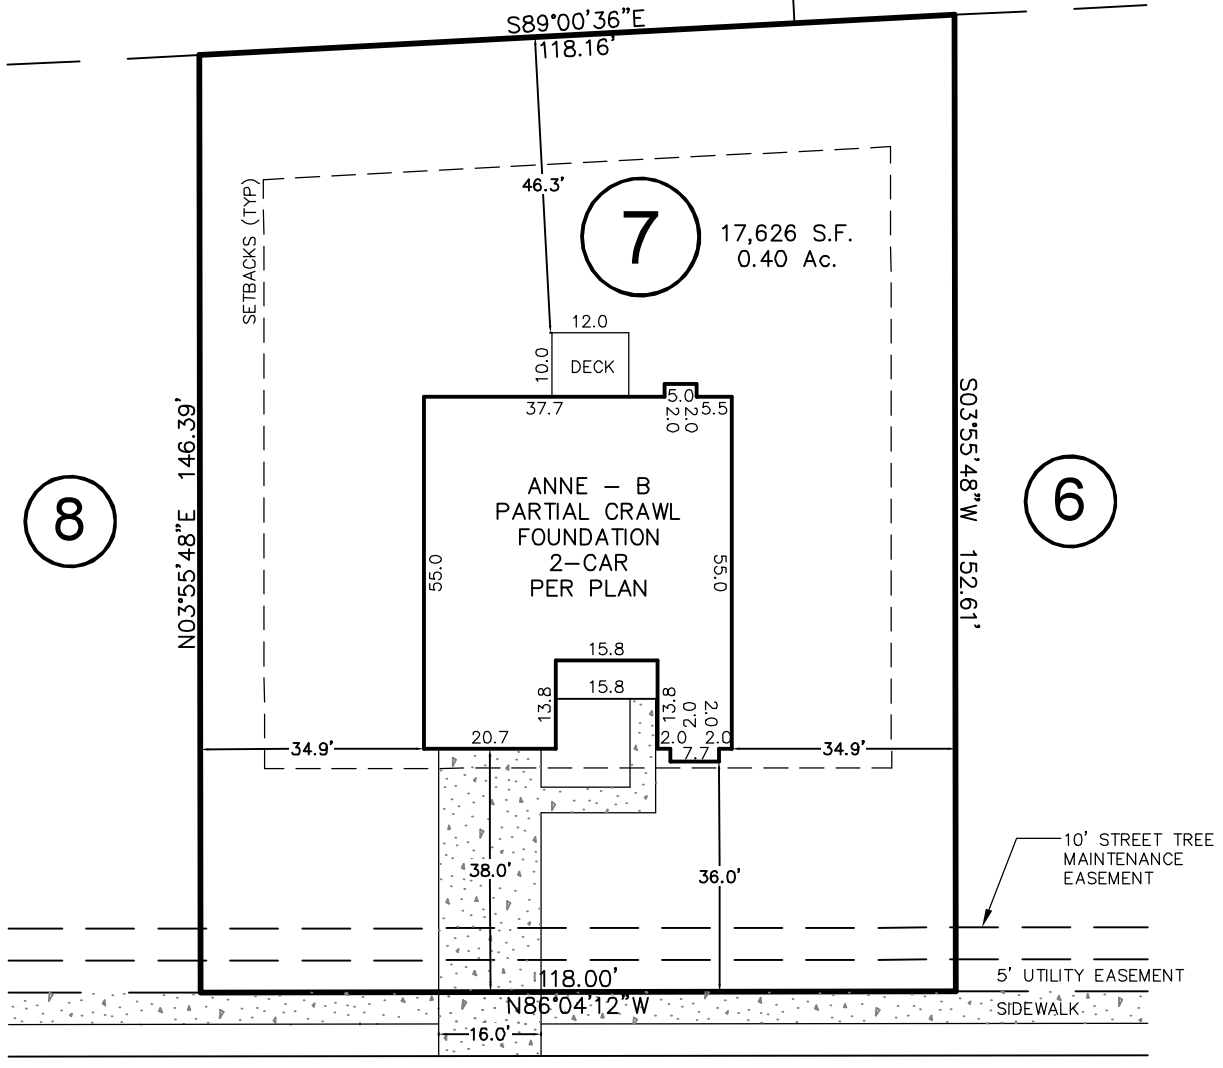 S89°00'36"E
118.16'
SETBACKS (TYP)
46.3'
7
17,626 S.F.
0.40 Ac.
12.0
10.0
DECK
37.7
5.0
5.5
2.0
2.0
N03°55'48"E 146.39'
S03°55'48"W 152.61'
8
6
ANNE - B
PARTIAL CRAWL
FOUNDATION
2-CAR
PER PLAN
55.0
55.0
15.8
15.8
13.8
13.8
2.0
2.0
20.7
2.0
7.7
2.0
34.9'
34.9'
38.0'
36.0'
10' STREET TREE
MAINTENANCE
EASEMENT
118.00'
N86°04'12"W
5' UTILITY EASEMENT
SIDEWALK
16.0'